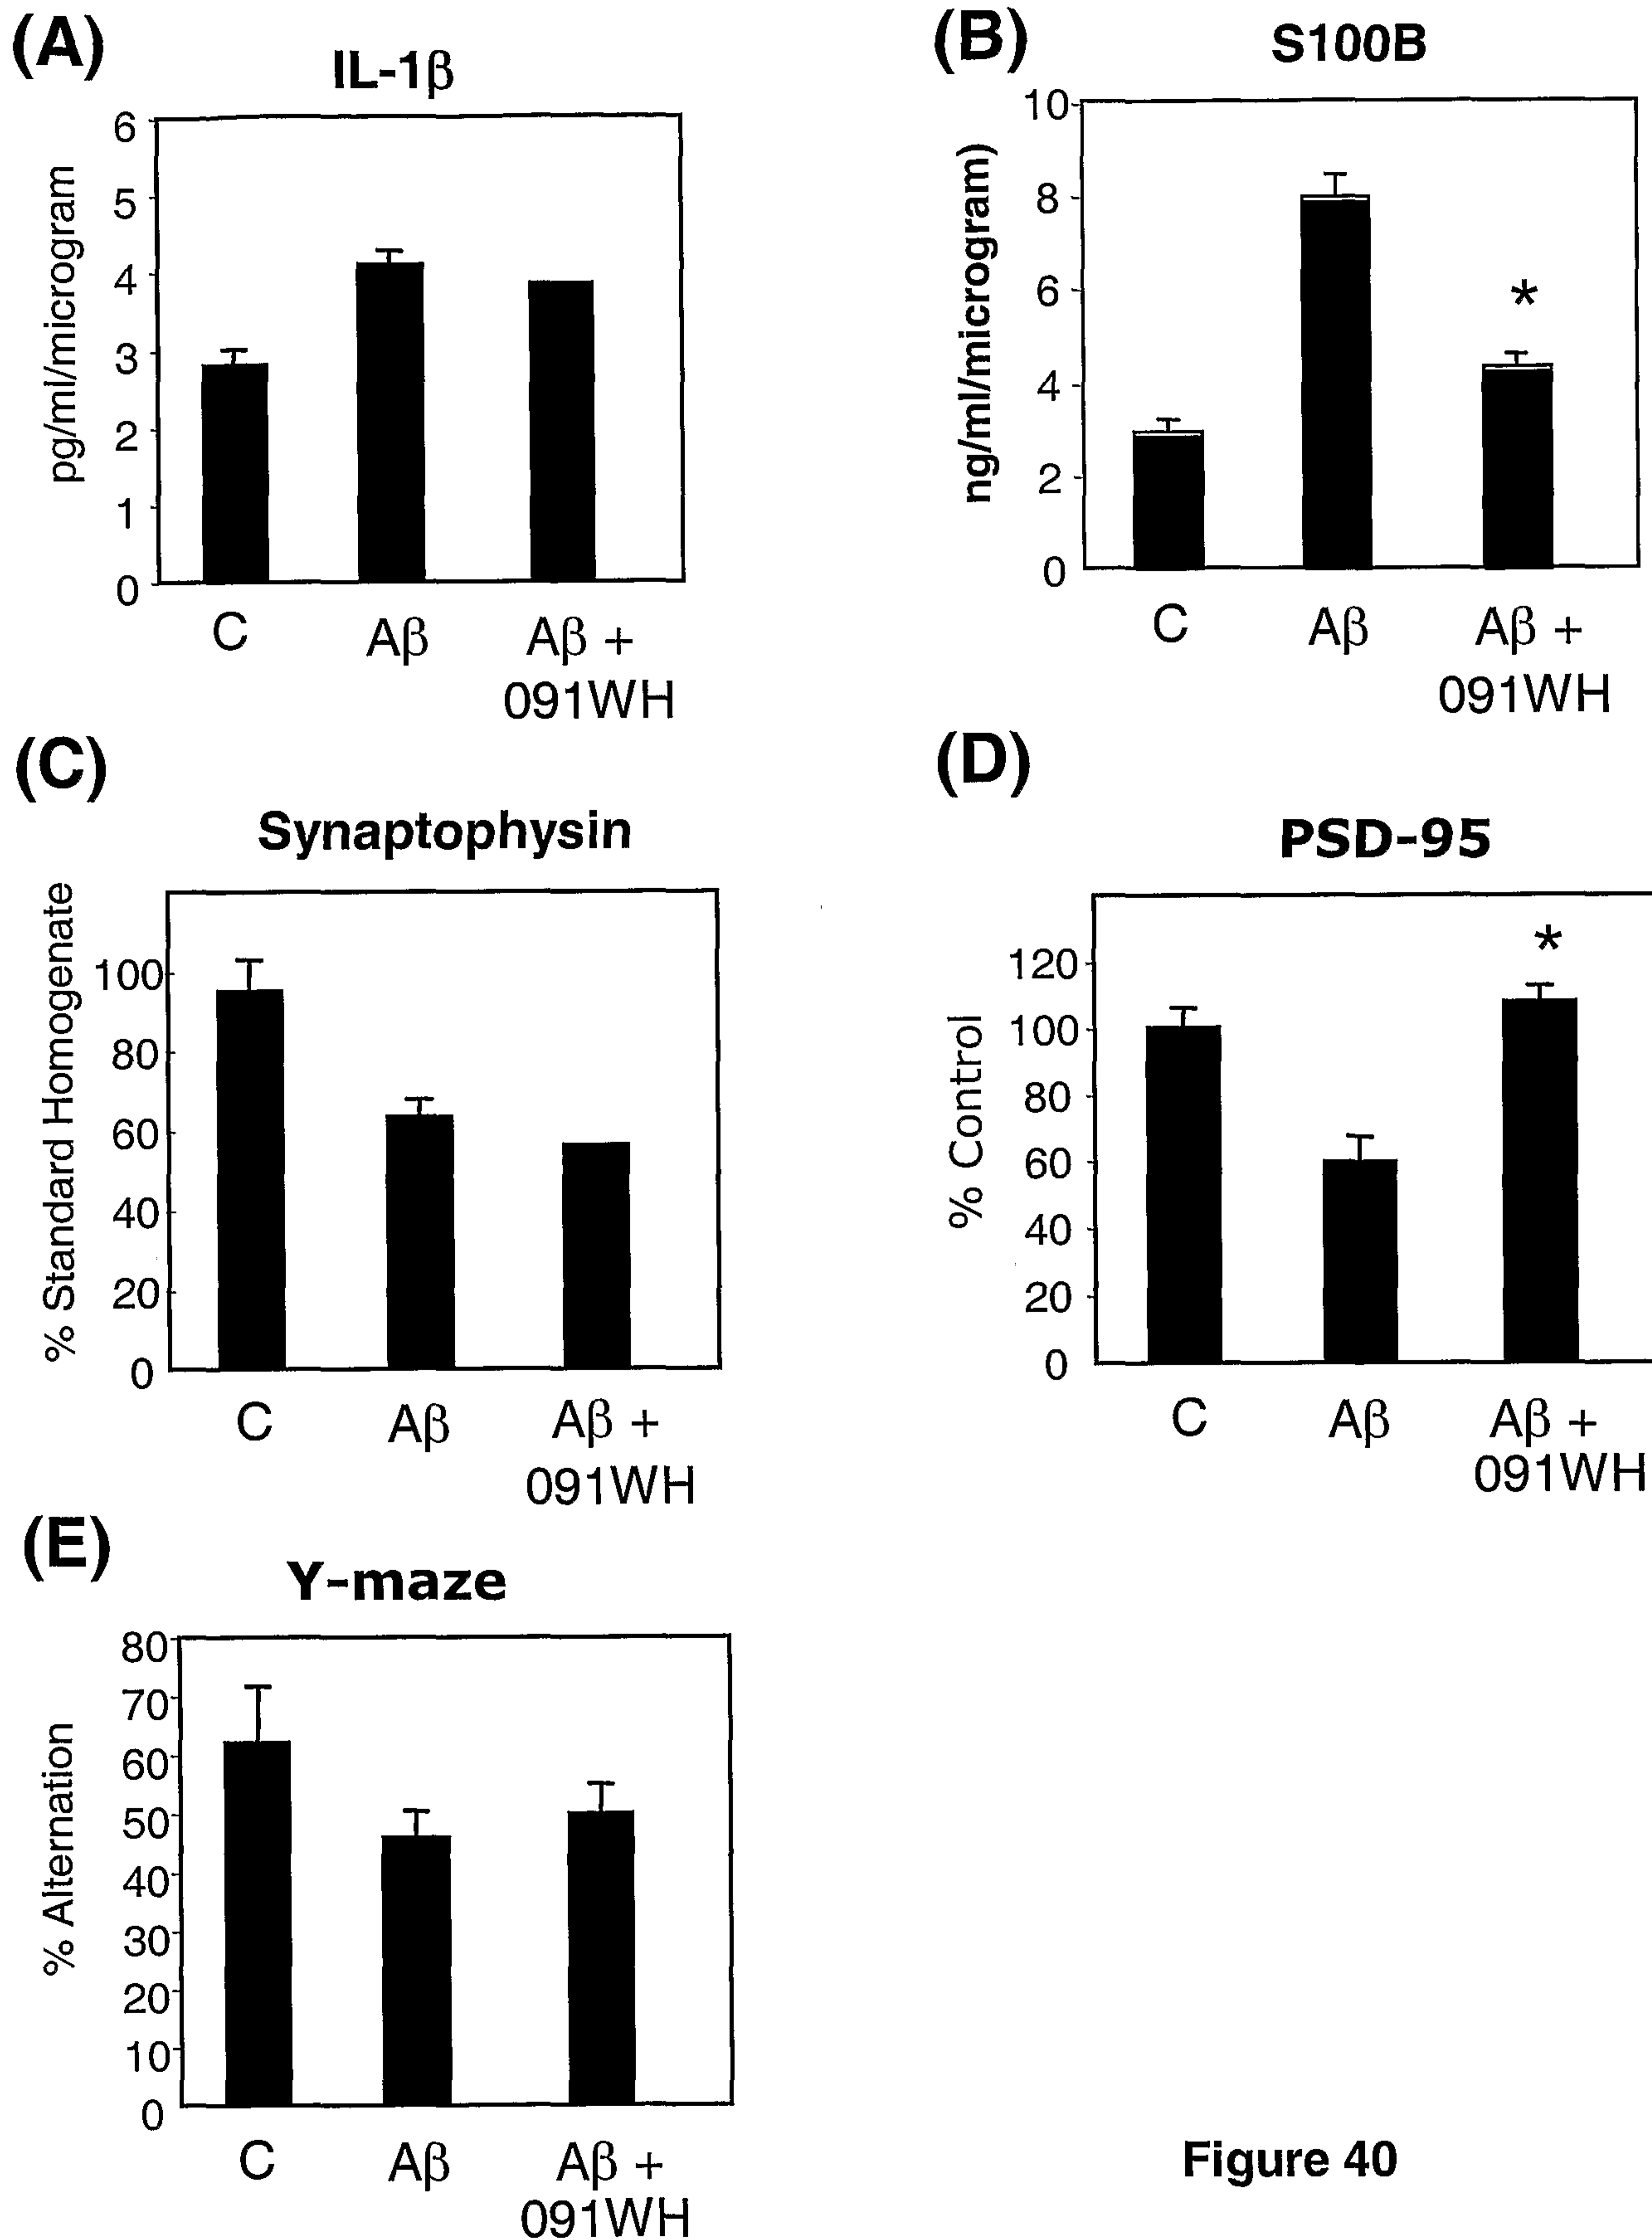 (A)
IL-1β
pg/ml/microgram
6
5
4
3
2
1
0
C
Aβ
Aβ +
091WH
(B)
S100B
ng/ml/microgram)
10
8
6
4
2
0
*
C
Aβ
Aβ +
091WH
(C)
Synaptophysin
% Standard Homogenate
100
80
60
40
20
0
C
Aβ
Aβ +
091WH
(D)
PSD-95
% Control
120
100
80
60
40
20
0
*
C
Aβ
Aβ +
091WH
(E)
Y-maze
% Alternation
80
70
60
50
40
30
20
10
0
C
Aβ
Aβ +
091WH
Figure 40